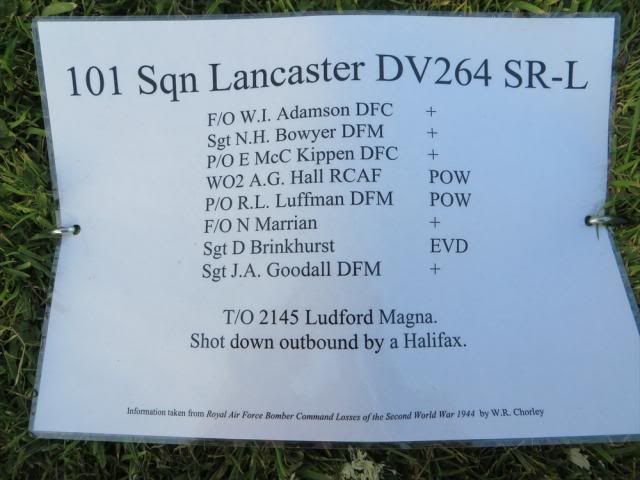 101 Sqn Lancaster DV264 SR-L
F/O W.I. Adamson DFC +
Sgt N.H. Bowyer DFM +
P/O E McC Kippen DFC +
WO2 A.G. Hall RCAF POW
P/O R.L. Luffman DFM POW
F/O N Marrian +
Sgt D Brinkhurst EVD
Sgt J.A. Goodall DFM +
T/O 2145 Ludford Magna.
Shot down outbound by a Halifax.
Information taken from Royal Air Force Bomber Command Losses of the Second World War 1944 by W.R. Chorley